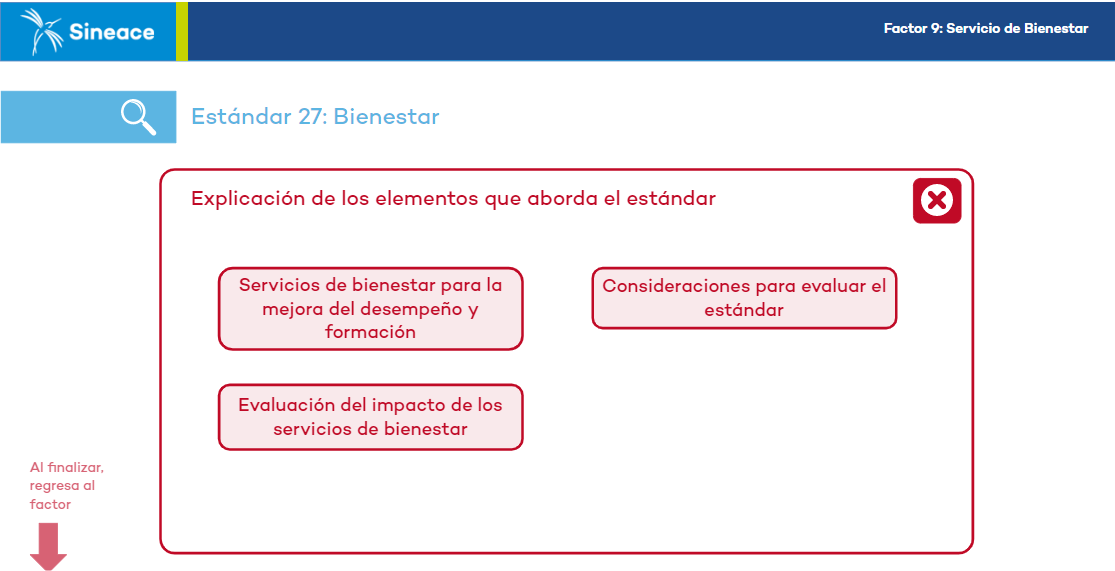 Sineace
Factor 9: Servicio de Bienestar
Estándar 27: Bienestar
Explicación de los elementos que aborda el estándar
Servicios de bienestar para la
mejora del desempeño y
formación
Consideraciones para evaluar el
estándar
Evaluación del impacto de los
servicios de bienestar
Al finalizar,
regresa al
factor